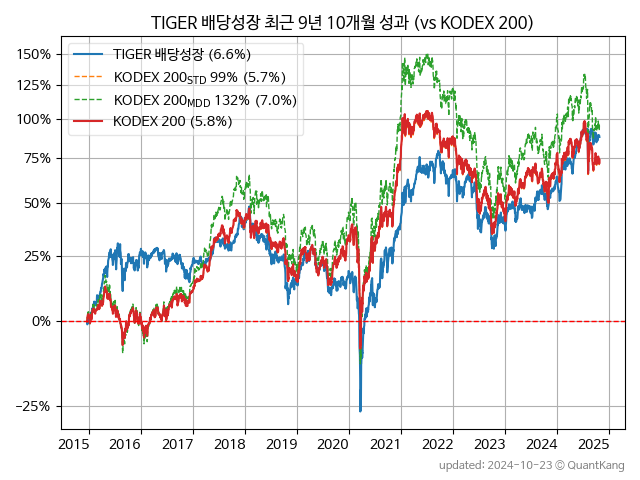 TIGER 배당성장 최근 9년 10개월 성과 (vs KODEX 200)
TIGER 배당성장 (6.6%)
KODEX 200STD 99% (5.7%)
KODEX 200MDD 132% (7.0%)
KODEX 200 (5.8%)
150%
125%
100%
75%
50%
25%
0%
−25%
2015 2016 2017 2018 2019 2020 2021 2022 2023 2024 2025
updated: 2024-10-23 © QuantKang